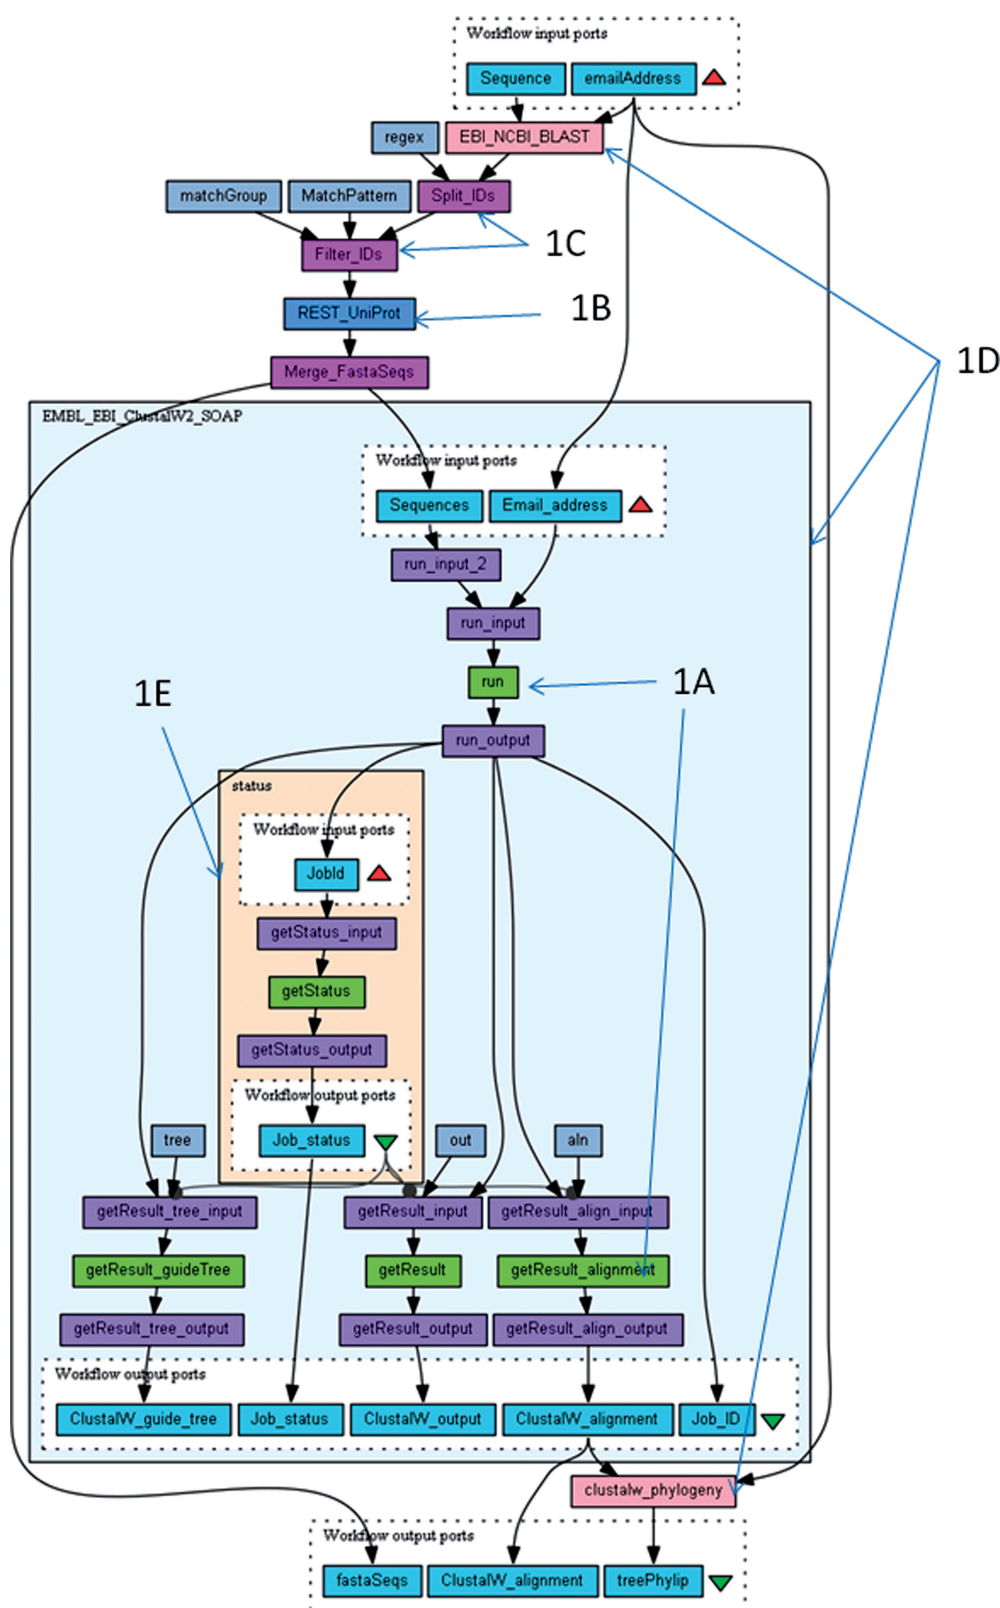 Workflow input ports
Sequence
emailAddress
regex
EBI_NCBI_BLAST
matchGroup
MatchPattern
Split_IDs
1C
Filter_IDs
REST_UniProt
1B
1D
Merge_FastaSeqs
EMBL_EBI_ClustalW2_SOAP
Workflow input ports
Sequences
Email_address
run_input_2
run_input
run
1A
1E
run_output
status
Workflow input ports
JobId
getStatus_input
getStatus
getStatus_output
Workflow output ports
tree
Job_status
out
aln
getResult_tree_input
getResult_input
getResult_align_input
getResult_guideTree
getResult
getResult_alignment
getResult_tree_output
getResult_output
getResult_align_output
Workflow output ports
ClustalW_guide_tree
Job_status
ClustalW_output
ClustalW_alignment
Job_ID
clustalw_phylogeny
Workflow output ports
fastaSeqs
ClustalW_alignment
treePhylip